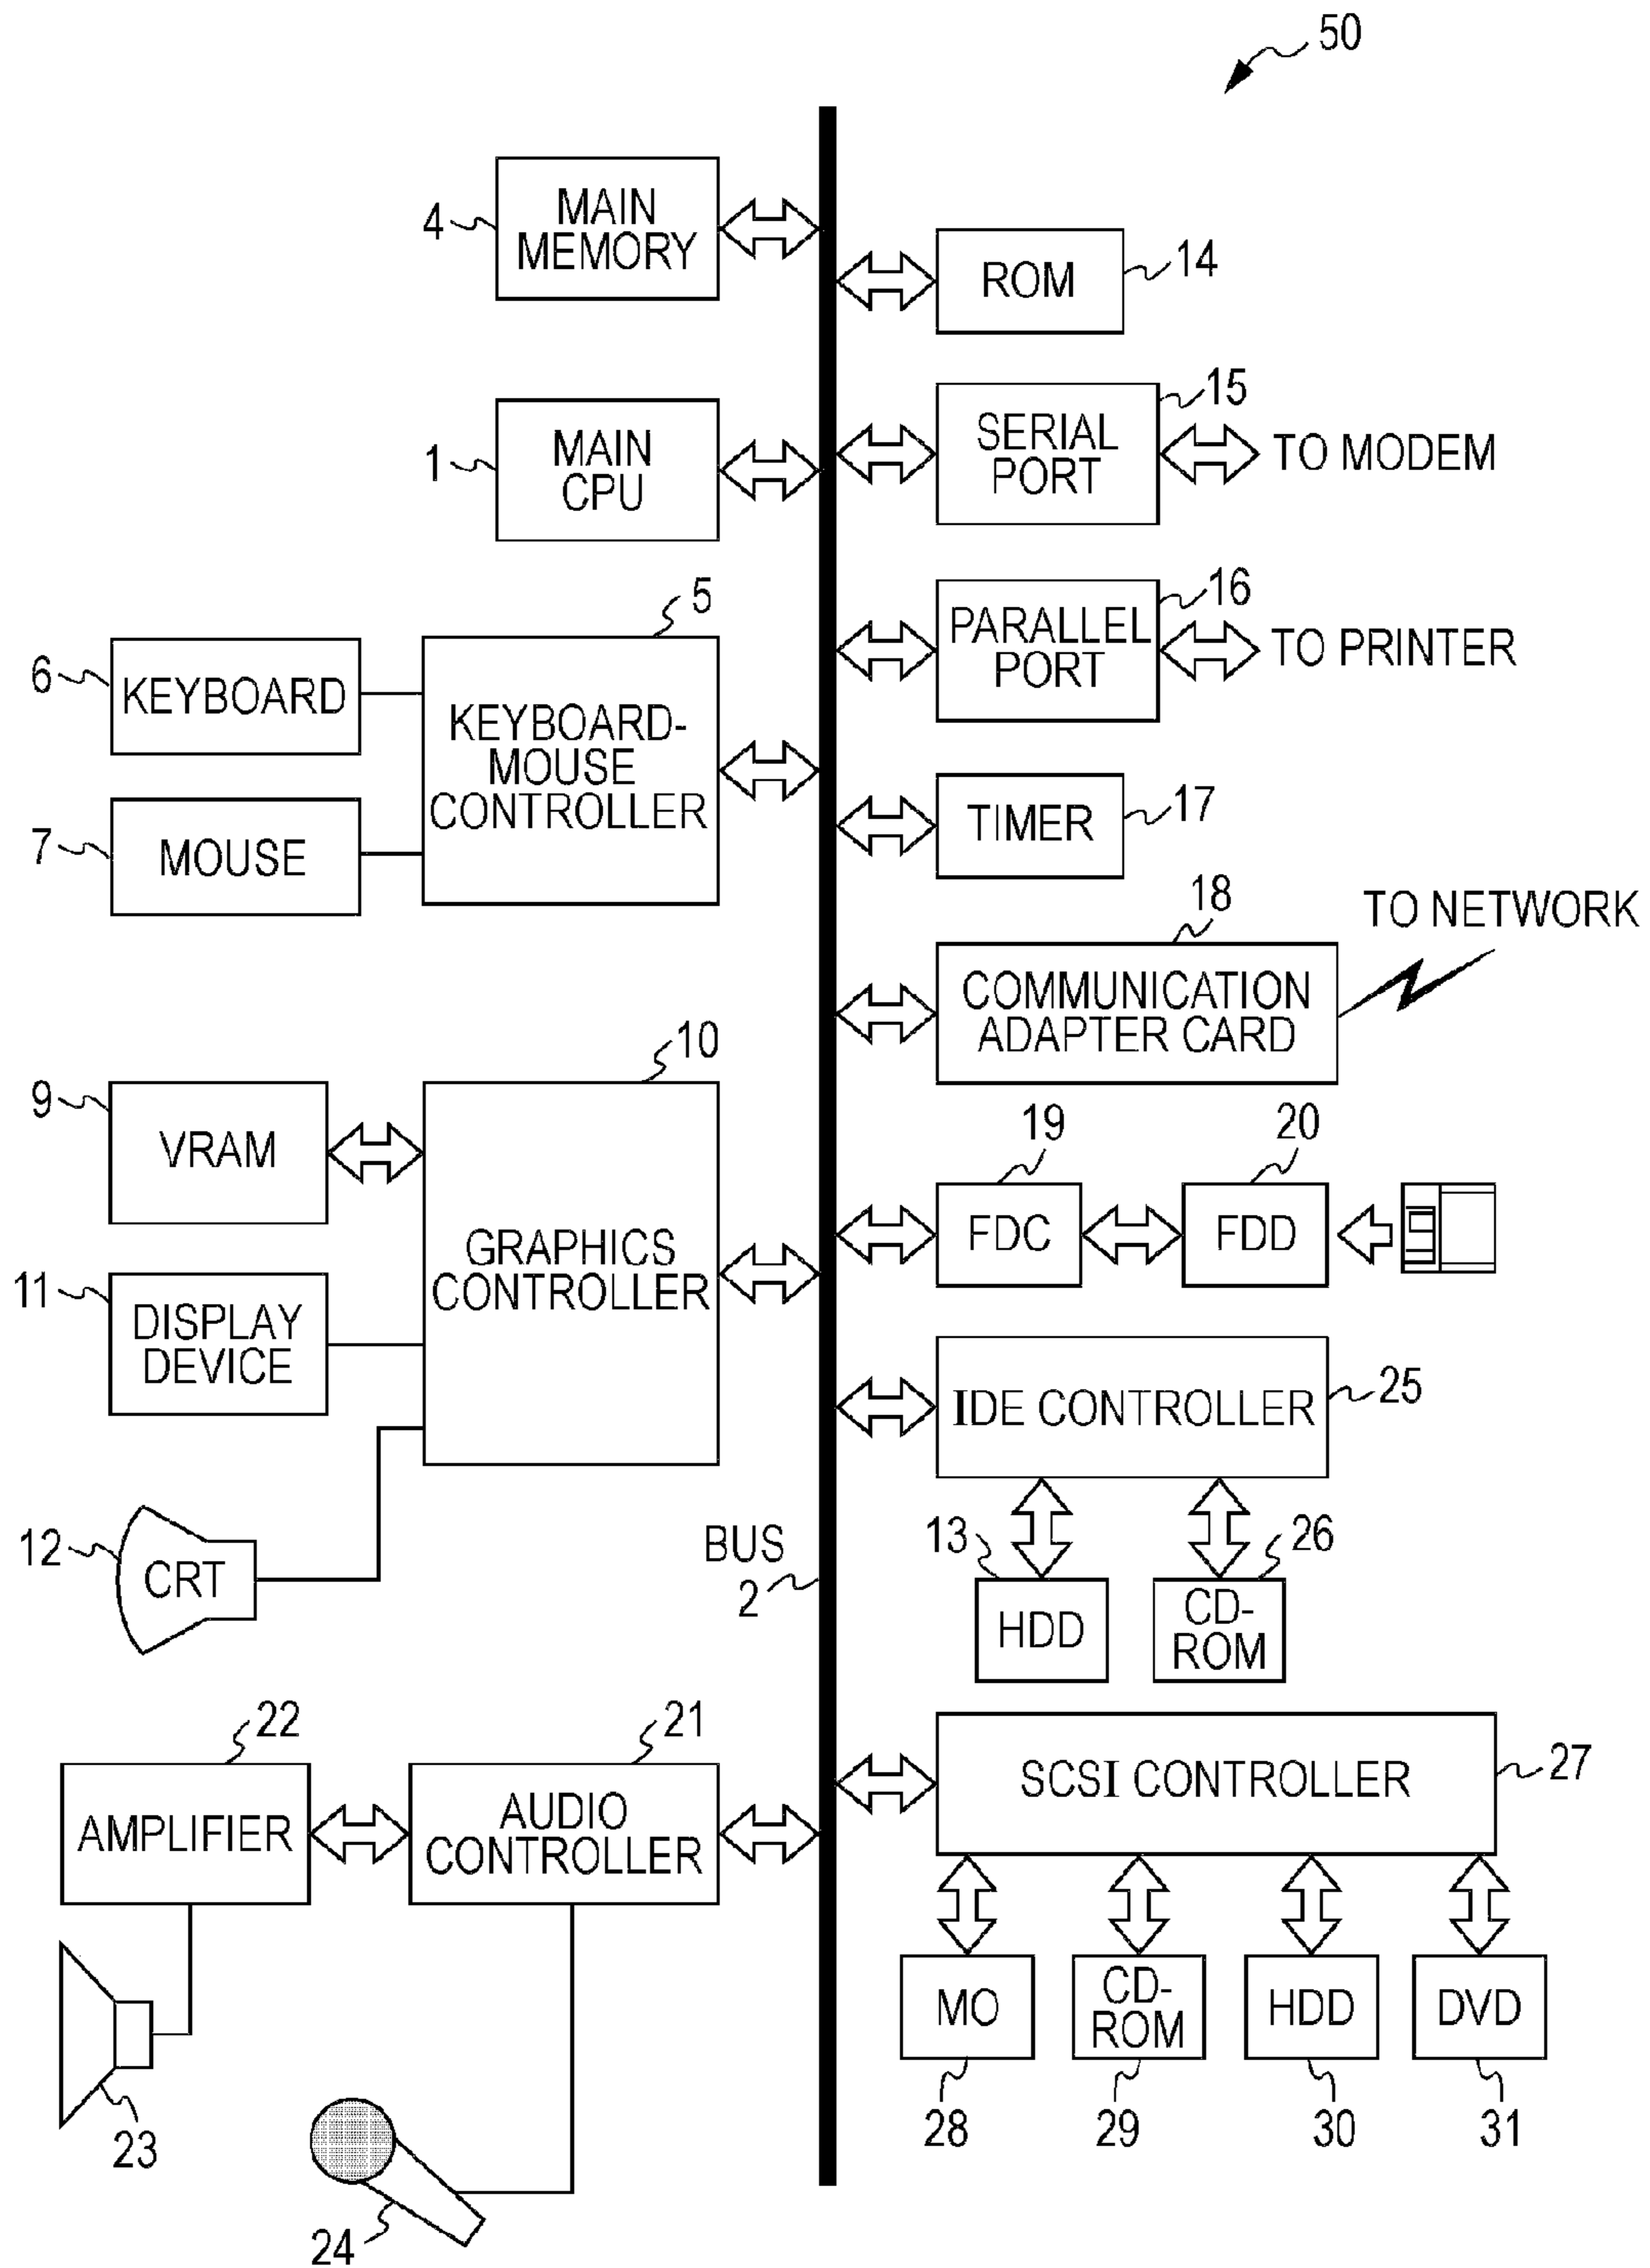 50
4
MAIN
MEMORY
ROM
14
1
MAIN
CPU
15
SERIAL
PORT
TO MODEM
5
16
6
KEYBOARD
PARALLEL
PORT
TO PRINTER
KEYBOARD-
MOUSE
CONTROLLER
7
MOUSE
TIMER
17
18
TO NETWORK
COMMUNICATION
ADAPTER CARD
10
9
VRAM
19
20
GRAPHICS
CONTROLLER
FDC
FDD
11
DISPLAY
DEVICE
IDE CONTROLLER
25
12
CRT
BUS
2
13
26
HDD
CD-
ROM
22
21
AMPLIFIER
AUDIO
CONTROLLER
SCSI CONTROLLER
27
MO
CD-
ROM
HDD
DVD
23
28
29
30
31
24